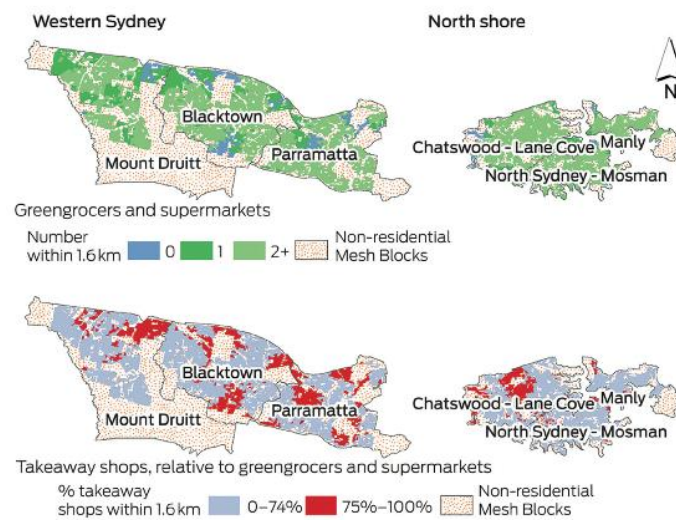 Western Sydney
North shore
N
Blacktown
Mount Druitt
Parramatta
Chatswood - Lane Cove
Manly
North Sydney - Mosman
Greengrocers and supermarkets
Number
within 1.6 km
0
1
2+
Non-residential
Mesh Blocks
Blacktown
Mount Druitt
Parramatta
Chatswood - Lane Cove
Manly
North Sydney - Mosman
Takeaway shops, relative to greengrocers and supermarkets
% takeaway
shops within 1.6 km
0–74%
75%–100%
Non-residential
Mesh Blocks